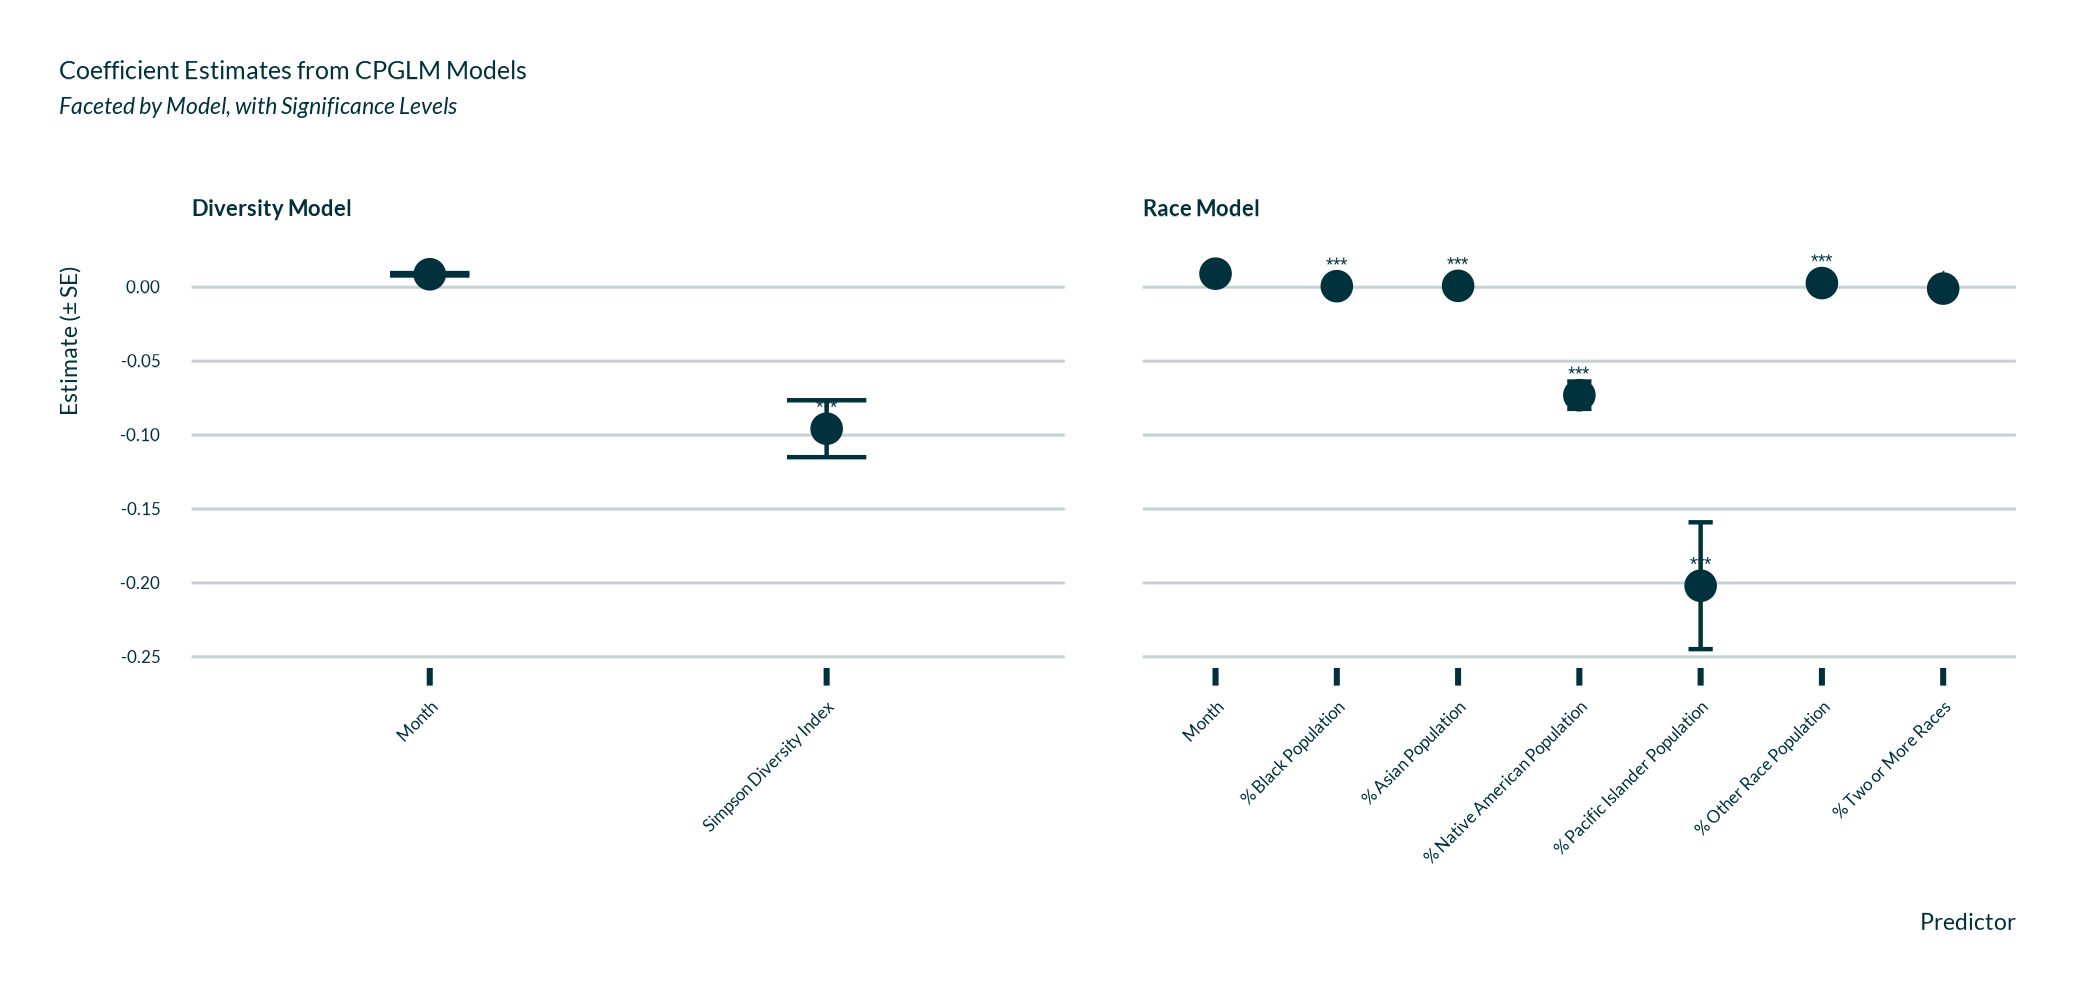 Coefficient Estimates from CPGLM Models
Faceted by Model, with Significance Levels
Diversity Model
Race Model
Estimate (± SE)
0.00
-0.05
-0.10
-0.15
-0.20
-0.25
***
***
***
***
***
Month
Simpson Diversity Index
Month
% Black Population
% Asian Population
% Native American Population
% Pacific Islander Population
% Other Race Population
% Two or More Races
Predictor